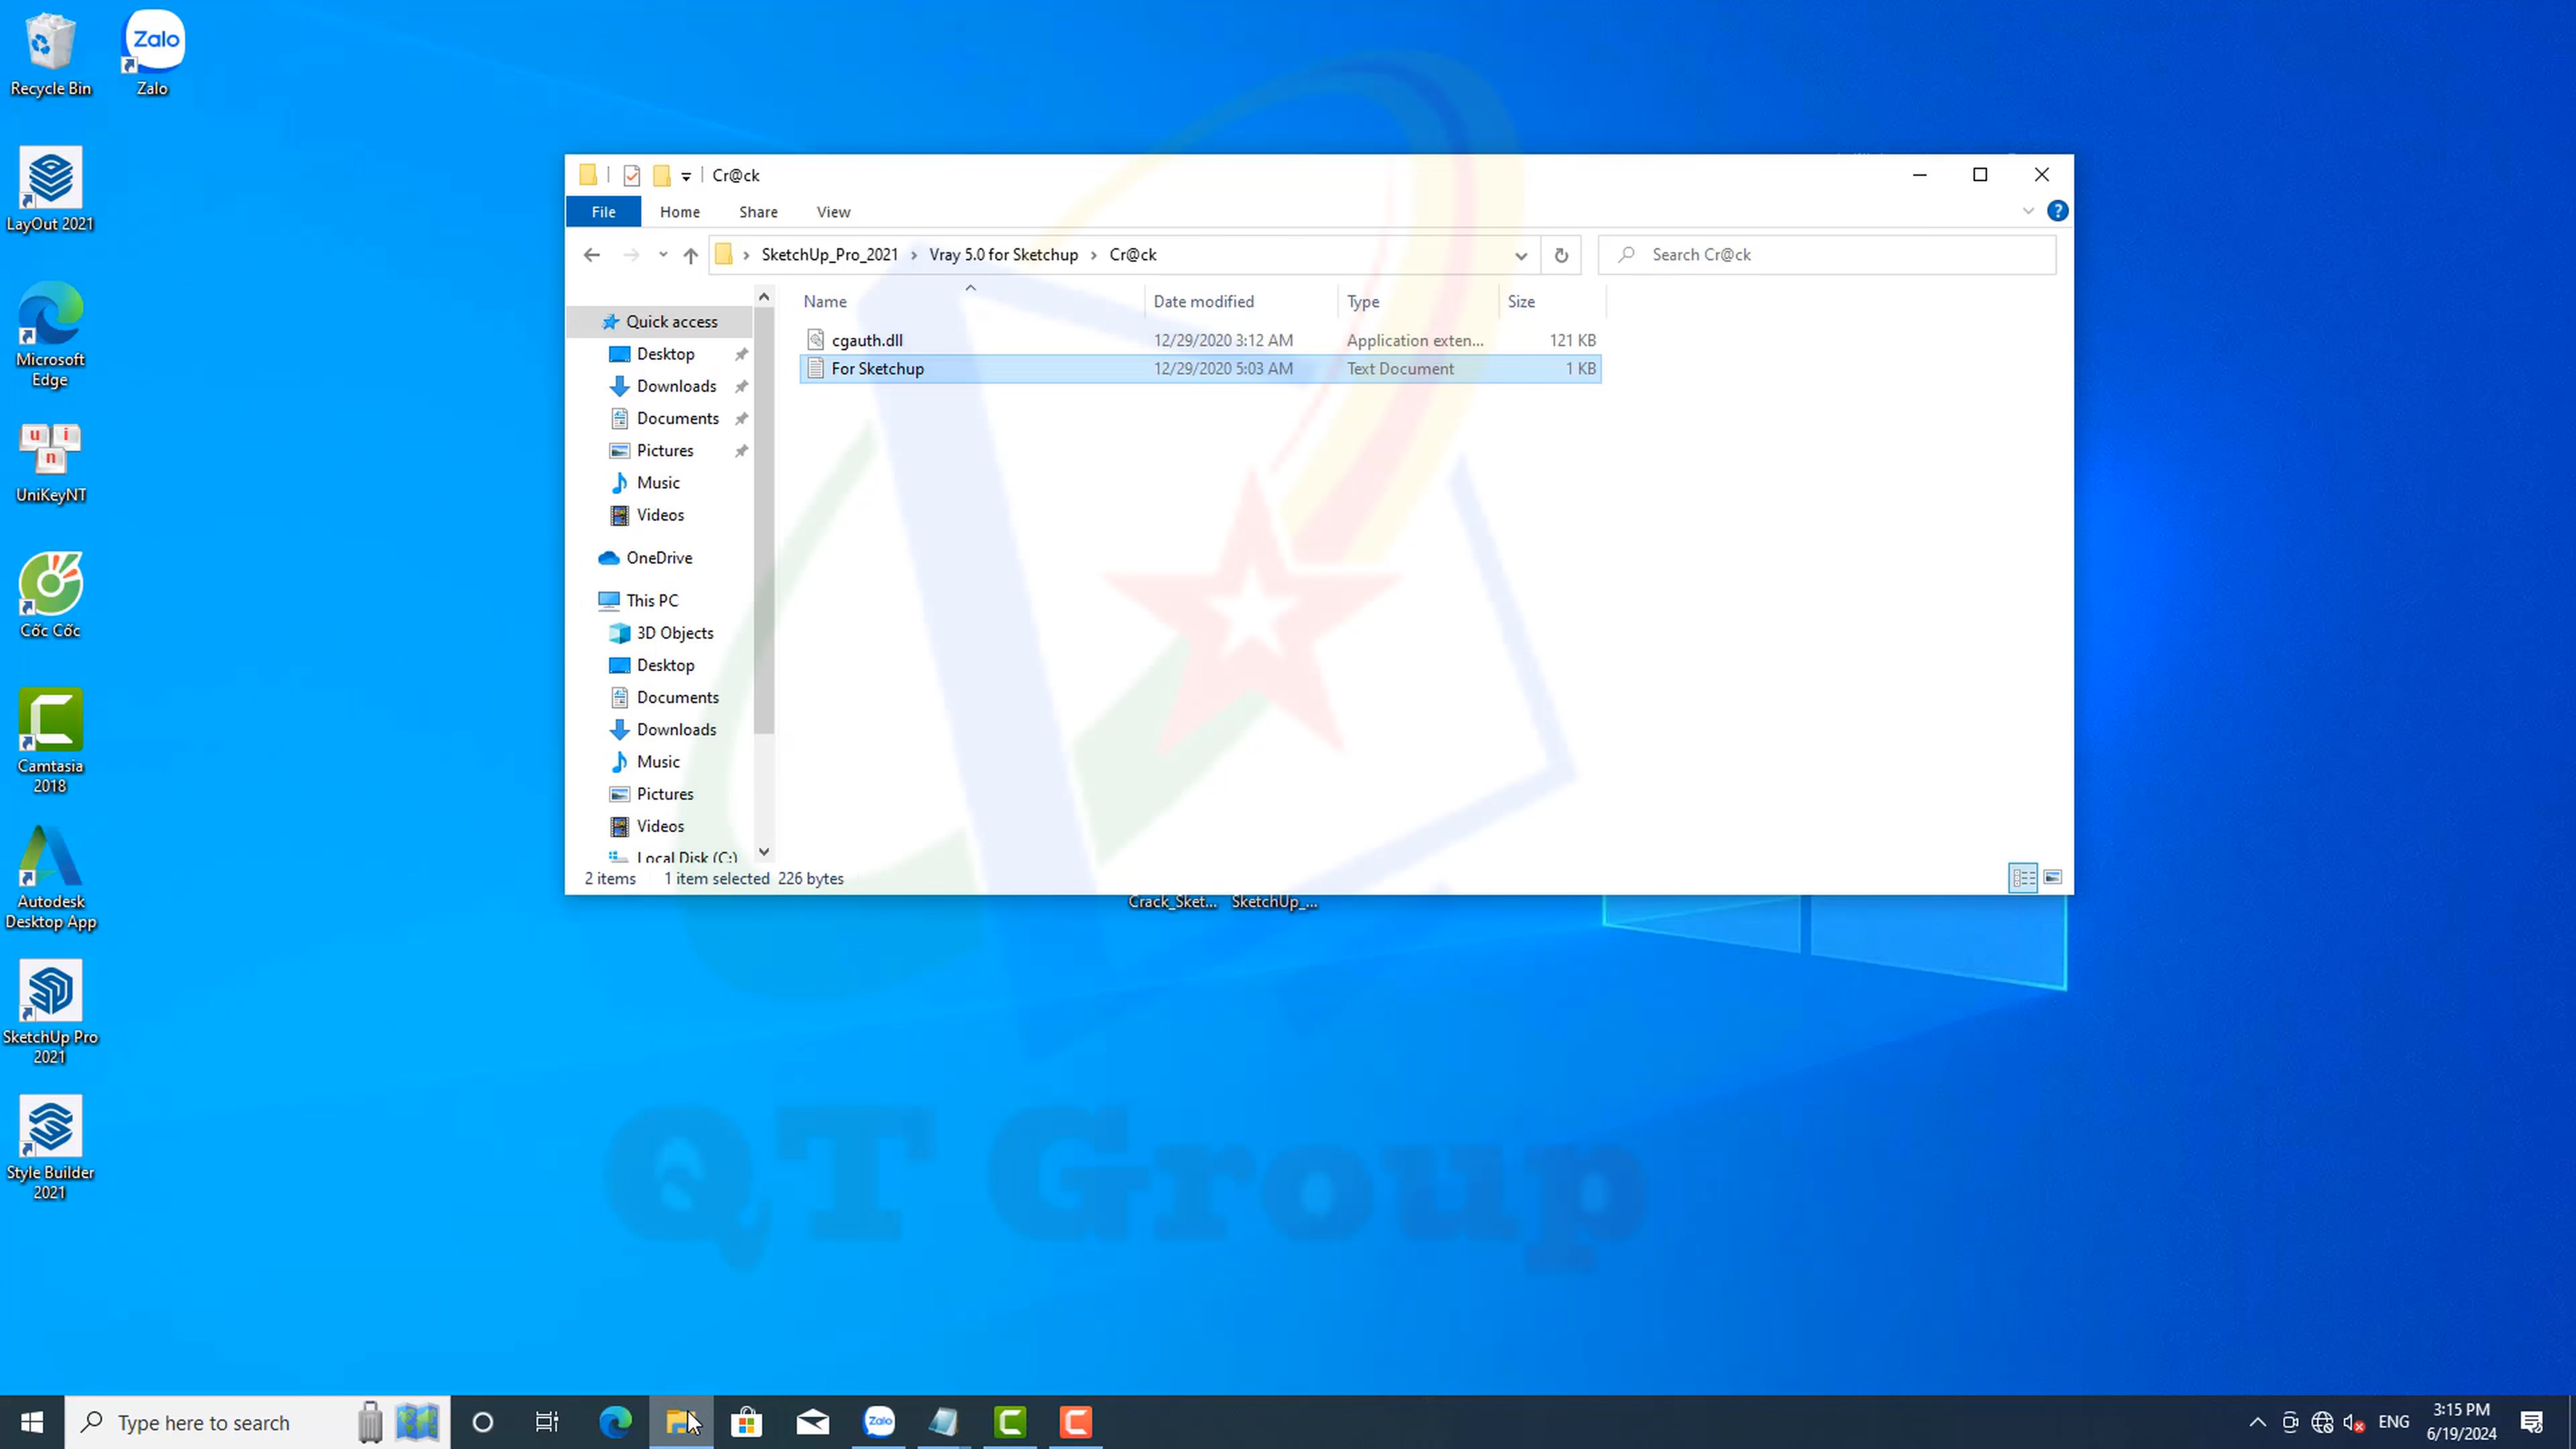 Recycle Bin
Zalo
Zalo
LayOut 2021
Microsoft
Edge
u i
n
UniKeyNT
Cốc Cốc
Camtasia
2018
Autodesk
Desktop App
SketchUp Pro
2021
Style Builder
2021
Cr@ck
File Home Share View
?
SketchUp_Pro_2021 Vray 5.0 for Sketchup Cr@ck
Search Cr@ck
Name Date modified Type Size
cgauth.dll 12/29/2020 3:12 AM Application exten... 121 KB
For Sketchup 12/29/2020 5:03 AM Text Document 1 KB
Quick access
Desktop
Downloads
Documents
Pictures
Music
Videos
OneDrive
This PC
3D Objects
Desktop
Documents
Downloads
Music
Pictures
Videos
Local Disk (C:)
2 items 1 item selected 226 bytes
Crack_Sket... SketchUp_...
QT Group
Type here to search
Zalo
ENG
3:15 PM
6/19/2024